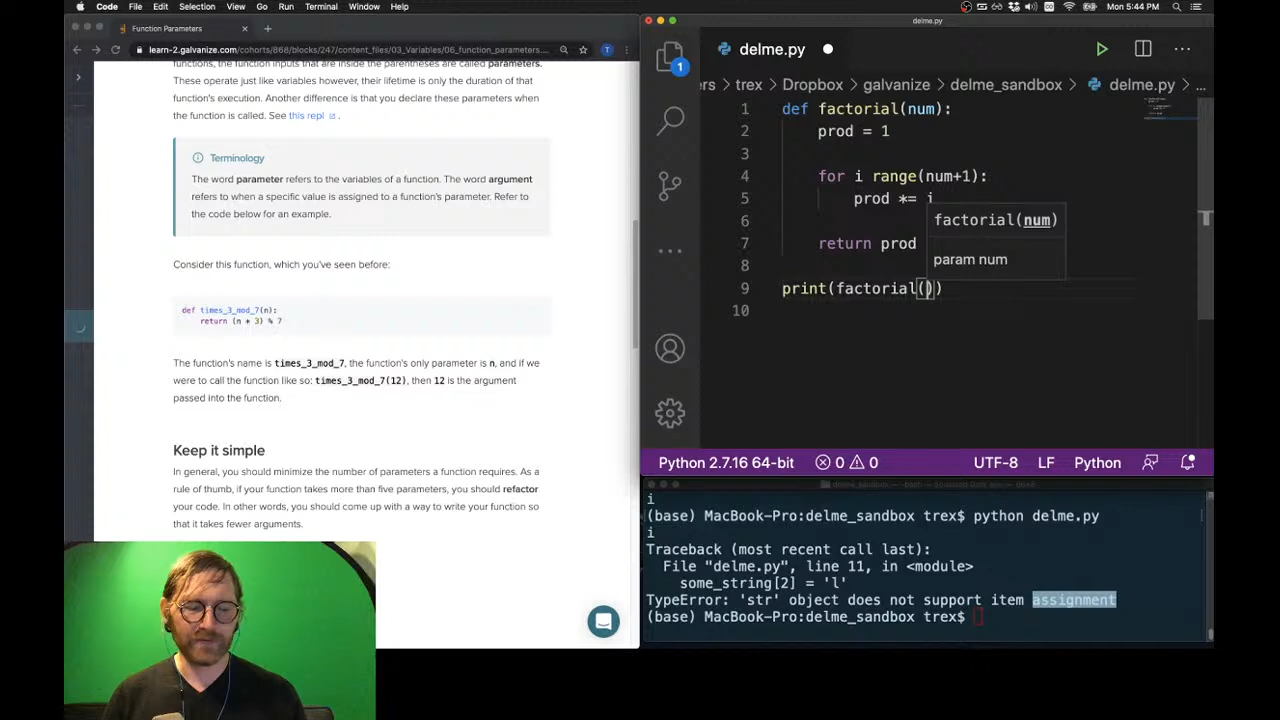 Code File Edit Selection View Go Run Terminal Window Help
Mon 5:44 PM
Function Parameters
learn-2.galvanize.com/cohorts/868/blocks/247/content_files/03_Variables/06_function_parameters....
T
functions, the function inputs that are inside the parentheses are called parameters.
These operate just like variables however, their lifetime is only the duration of that
function's execution. Another difference is that you declare these parameters when
the function is called. See this repl .
Terminology
The word parameter refers to the variables of a function. The word argument
refers to when a specific value is assigned to a function's parameter. Refer to
the code below for an example.
Consider this function, which you've seen before:
def times_3_mod_7(n):
return (n * 3) % 7
The function's name is times_3_mod_7, the function's only parameter is n, and if we
were to call the function like so: times_3_mod_7(12), then 12 is the argument
passed into the function.
Keep it simple
In general, you should minimize the number of parameters a function requires. As a
rule of thumb, if your function takes more than five parameters, you should refactor
your code. In other words, you should come up with a way to write your function so
that it takes fewer arguments.
delme.py
delme.py
1
ers > trex > Dropbox > galvanize > delme_sandbox > delme.py > ...
1 def factorial(num):
2 prod = 1
3
4 for i range(num+1):
5 prod *= i
6
7 return prod
8
9 print(factorial())
10
factorial(num)
param num
Python 2.7.16 64-bit 0 0 UTF-8 LF Python
i
(base) MacBook-Pro:delme_sandbox trex$ python delme.py
i
Traceback (most recent call last):
File "delme.py", line 11, in <module>
some_string[2] = 'l'
TypeError: 'str' object does not support item assignment
(base) MacBook-Pro:delme_sandbox trex$